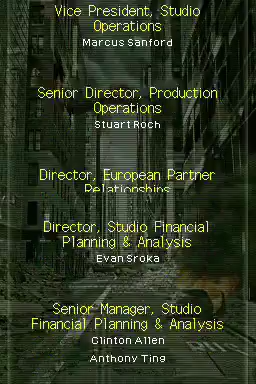 Vice President, Studio
Operations
Marcus Sanford
Senior Director, Production
Operations
Stuart Roch
Director, European Partner
Relationships
Director, Studio Financial
Planning & Analysis
Evan Sroka
Senior Manager, Studio
Financial Planning & Analysis
Clinton Allen
Anthony Ting